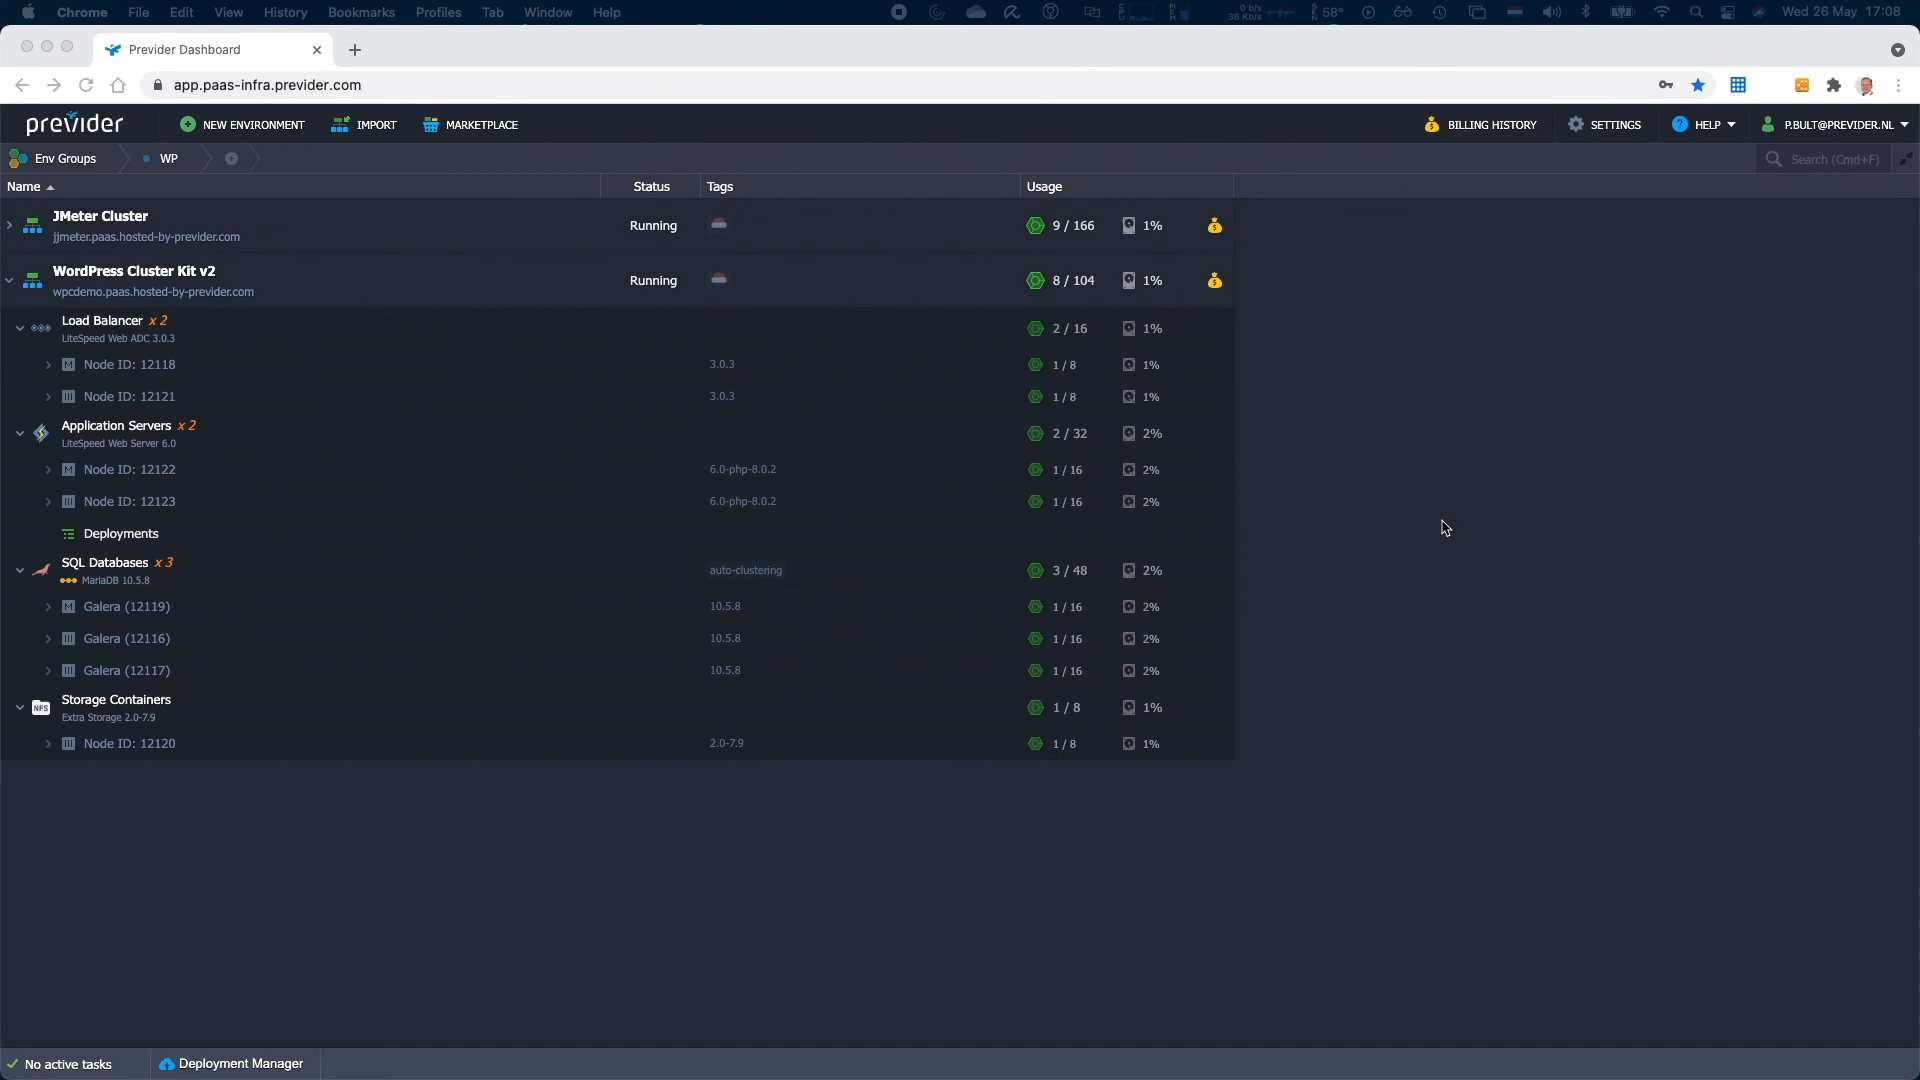 Chrome File Edit View History Bookmarks Profiles Tab Window Help 0 b/s 36 Kb/s 58° Wed 26 May 17:08
Previder Dashboard
app.paas-infra.previder.com
previder NEW ENVIRONMENT IMPORT MARKETPLACE BILLING HISTORY SETTINGS HELP P.BULT@PREVIDER.NL
Env Groups WP Search (Cmd+F)
Name Status Tags Usage
JMeter Cluster Running 9 / 166 1%
jjmeter.paas.hosted-by-previder.com
WordPress Cluster Kit v2 Running 8 / 104 1%
wpcdemo.paas.hosted-by-previder.com
Load Balancer x 2 2 / 16 1%
LiteSpeed Web ADC 3.0.3
Node ID: 12118 3.0.3 1 / 8 1%
Node ID: 12121 3.0.3 1 / 8 1%
Application Servers x 2 2 / 32 2%
LiteSpeed Web Server 6.0
Node ID: 12122 6.0-php-8.0.2 1 / 16 2%
Node ID: 12123 6.0-php-8.0.2 1 / 16 2%
Deployments
SQL Databases x 3 auto-clustering 3 / 48 2%
MariaDB 10.5.8
Galera (12119) 10.5.8 1 / 16 2%
Galera (12116) 10.5.8 1 / 16 2%
Galera (12117) 10.5.8 1 / 16 2%
NFS Storage Containers 1 / 8 1%
Extra Storage 2.0-7.9
Node ID: 12120 2.0-7.9 1 / 8 1%
No active tasks Deployment Manager